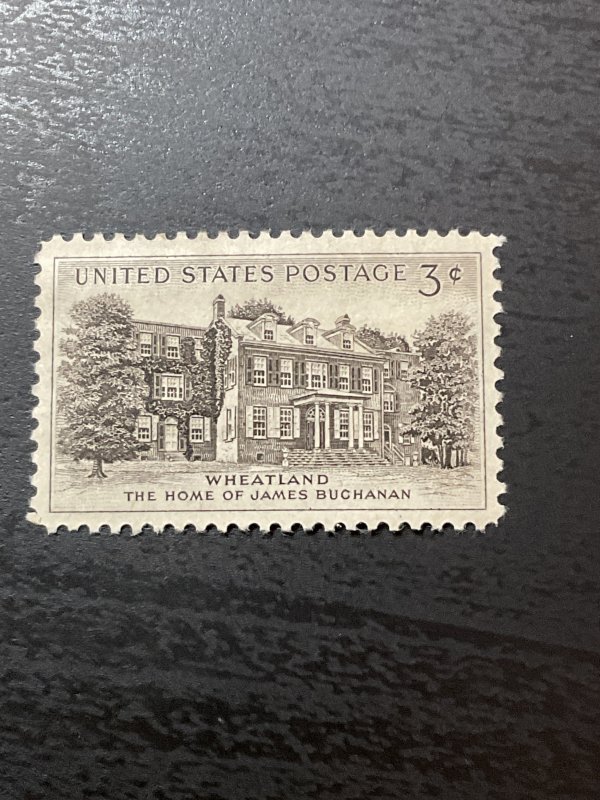 UNITED STATES POSTAGE 3¢
WHEATLAND
THE HOME OF JAMES BUCHANAN